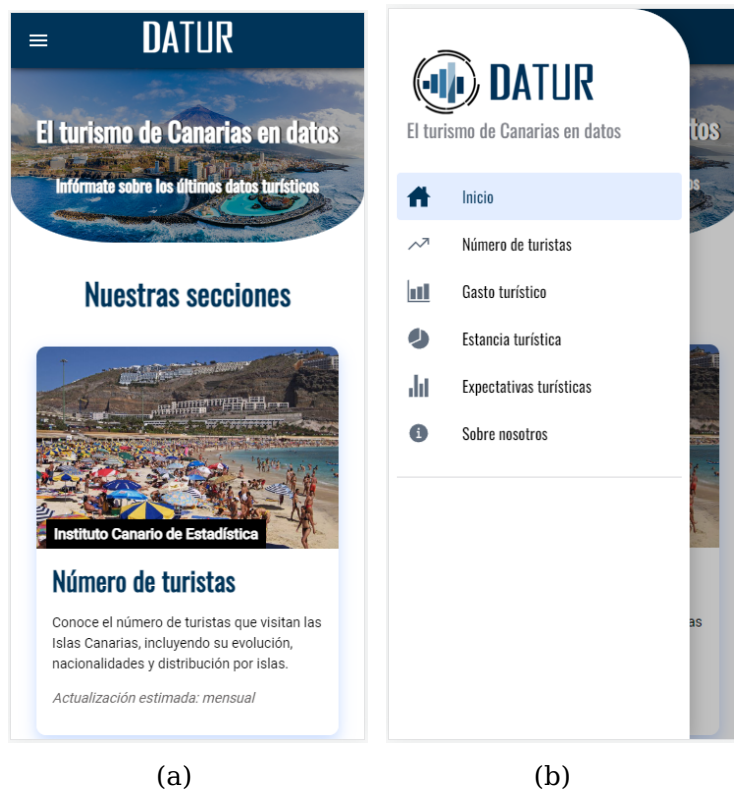 DATUR
El turismo de Canarias en datos
Infórmate sobre los últimos datos turísticos
Nuestras secciones
Instituto Canario de Estadística
Número de turistas
Conoce el número de turistas que visitan las
Islas Canarias, incluyendo su evolución,
nacionalidades y distribución por islas.
Actualización estimada: mensual
(a)
DATUR
El turismo de Canarias en datos
Inicio
Número de turistas
Gasto turístico
Estancia turística
Expectativas turísticas
Sobre nosotros
tos
os
as
(b)